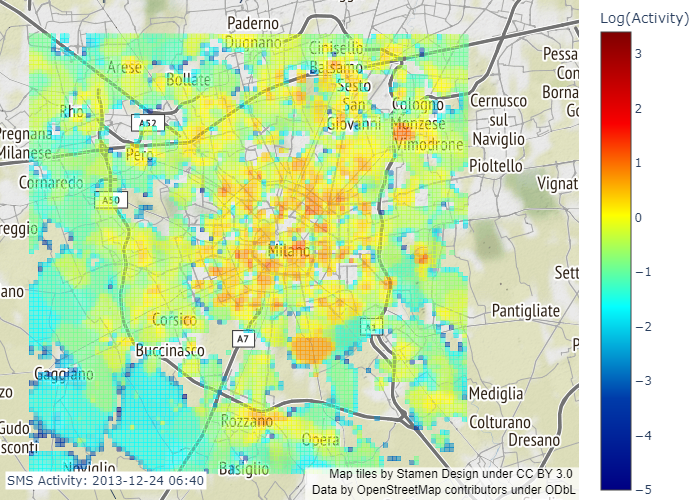 Log(Activity)
Paderno
Dugnano
Cinisello
Balsamo
Arese
Bollate
Sesto
San
Giovanni
Cologno
Monzese
Vimodrone
Cernusco
sul
Naviglio
Pioltello
Pessa
Con
Borna
Go
Vignat
Rho
A52
Pregnana
Milanese
Pero
Cornaredo
A50
reggio
Milano
Sett
ano
Corsico
A7
A1
Pantigliate
P
Buccinasco
Gaggiano
zo
Gudo
sconti
Mediglia
Colturano
Dresano
Rozzano
Opera
Noviglio
Basiglio
3
2
1
0
−1
−2
−3
−4
−5
SMS Activity: 2013-12-24 06:40
Map tiles by Stamen Design under CC BY 3.0
Data by OpenStreetMap contributors under ODbL